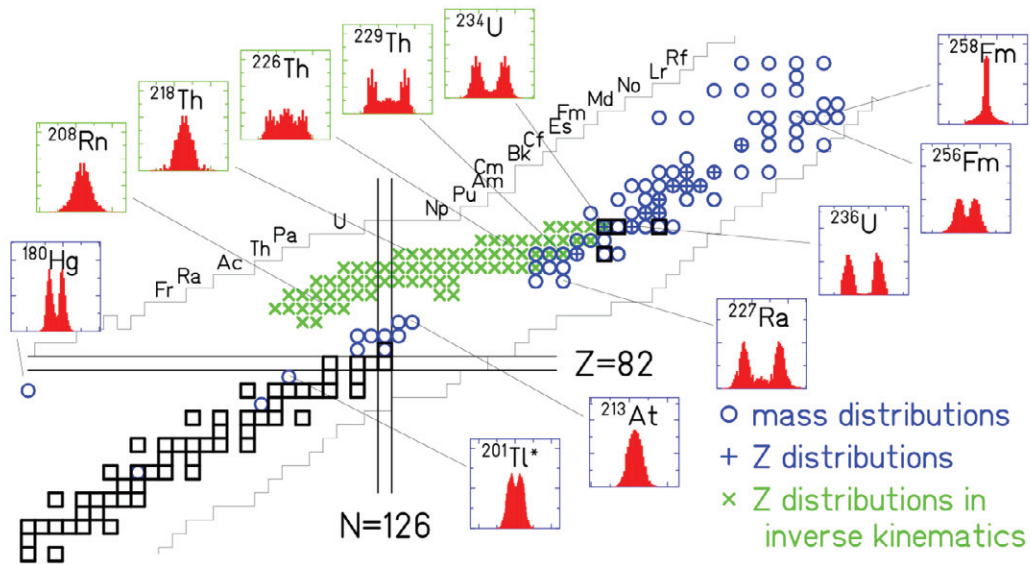 ²⁰⁸Rn
²¹⁸Th
²²⁶Th
²²⁹Th
²³⁴U
²⁵⁸Fm
²⁵⁶Fm
²³⁶U
²²⁷Ra
²¹³At
²⁰¹Tl*
¹⁸⁰Hg
Fr
Ra
Ac
Th
Pa
U
Np
Pu
Am
Cm
Bk
Cf
Es
Fm
Md
No
Lr
Rf
Z=82
N=126
mass distributions
Z distributions
Z distributions in
inverse kinematics